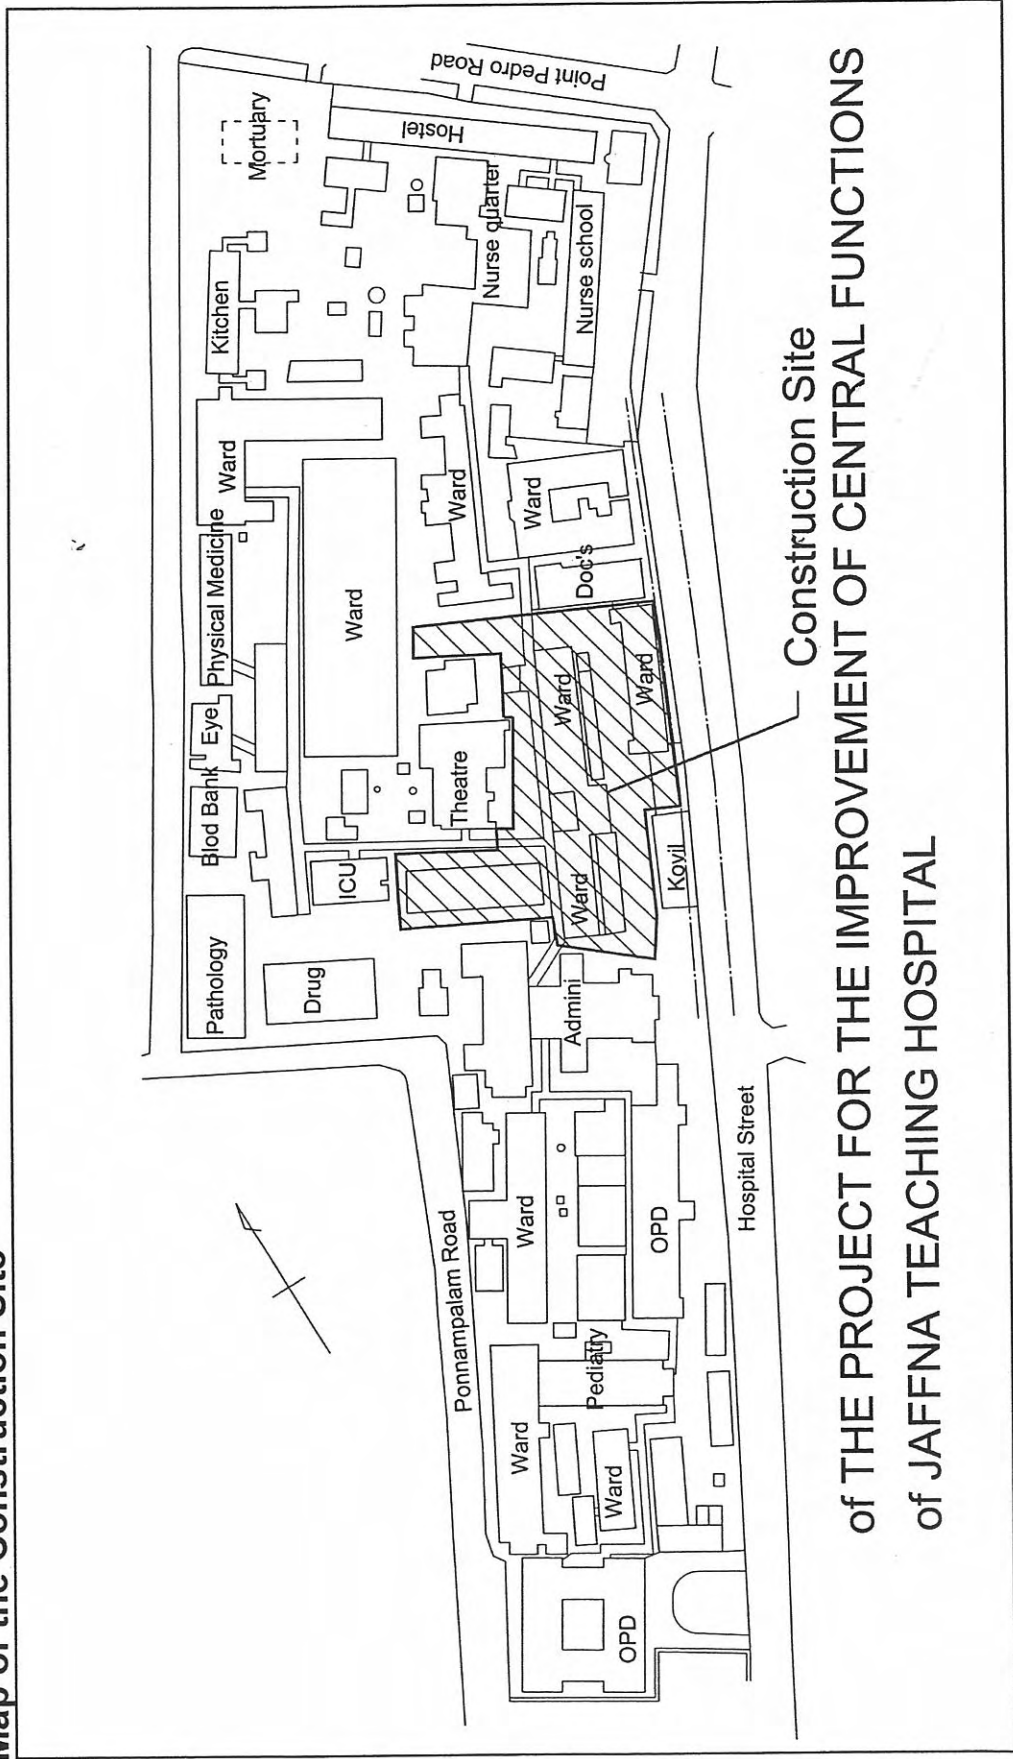 Map of the Construction Site
Pathology
Blod Bank
Eye
Physical Medicine
Ward
Kitchen
Mortuary
Drug
ICU
Ward
Hostel
Point Pedro Road
Ponnampalam Road
Theatre
Ward
Nurse quarter
Ward
Ward
Admini
Ward
Ward
Doc's
Ward
Nurse school
Pediatry
Ward
OPD
OPD
Ward
Kovil
Hospital Street
Construction Site
of THE PROJECT FOR THE IMPROVEMENT OF CENTRAL FUNCTIONS
of JAFFNA TEACHING HOSPITAL